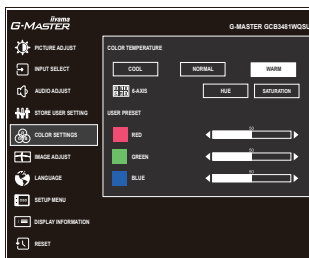 iiyama
G-MASTER
G-MASTER GCB3481WQSU
PICTURE ADJUST
INPUT SELECT
AUDIO ADJUST
STORE USER SETTING
COLOR SETTINGS
IMAGE ADJUST
LANGUAGE
SETUP MENU
DISPLAY INFORMATION
RESET
COLOR TEMPERATURE
COOL NORMAL WARM
6-AXIS HUE SATURATION
USER PRESET
RED 50
GREEN 50
BLUE 50